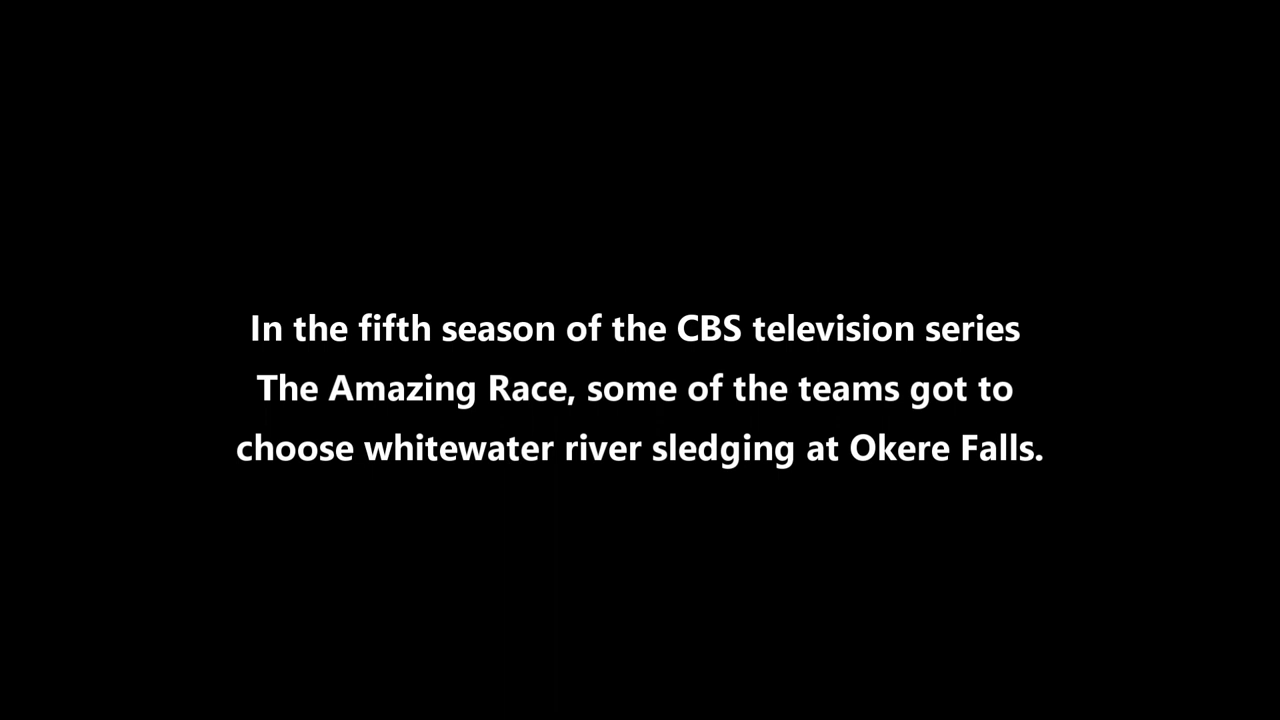 In the fifth season of the CBS television series
The Amazing Race, some of the teams got to
choose whitewater river sledging at Okere Falls.